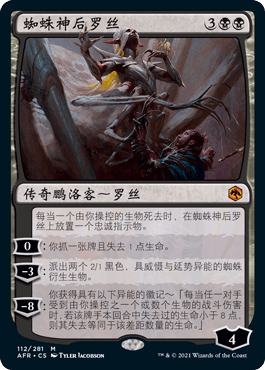 蜘蛛神后罗丝 3
传奇鹏洛客～罗丝
每当一个由你操控的生物死去时，在蜘蛛神后罗
丝上放置一个忠诚指示物。
0 ：你抓一张牌且失去 1 点生命。
-3 ：派出两个 2/1 黑色，具威慑与延势异能的蜘蛛
衍生生物。
-8 ：你获得具有以下异能的徽记～「每当任一对手
受到由你操控之一个或数个生物的战斗伤害
时，若该牌手本回合中失去过的生命小于 8 点，
则其失去等同于该差距数量的生命。」
4
112/281 M
AFR • CS TYLER JACOBSON
™ & © 2021 Wizards of the Coast